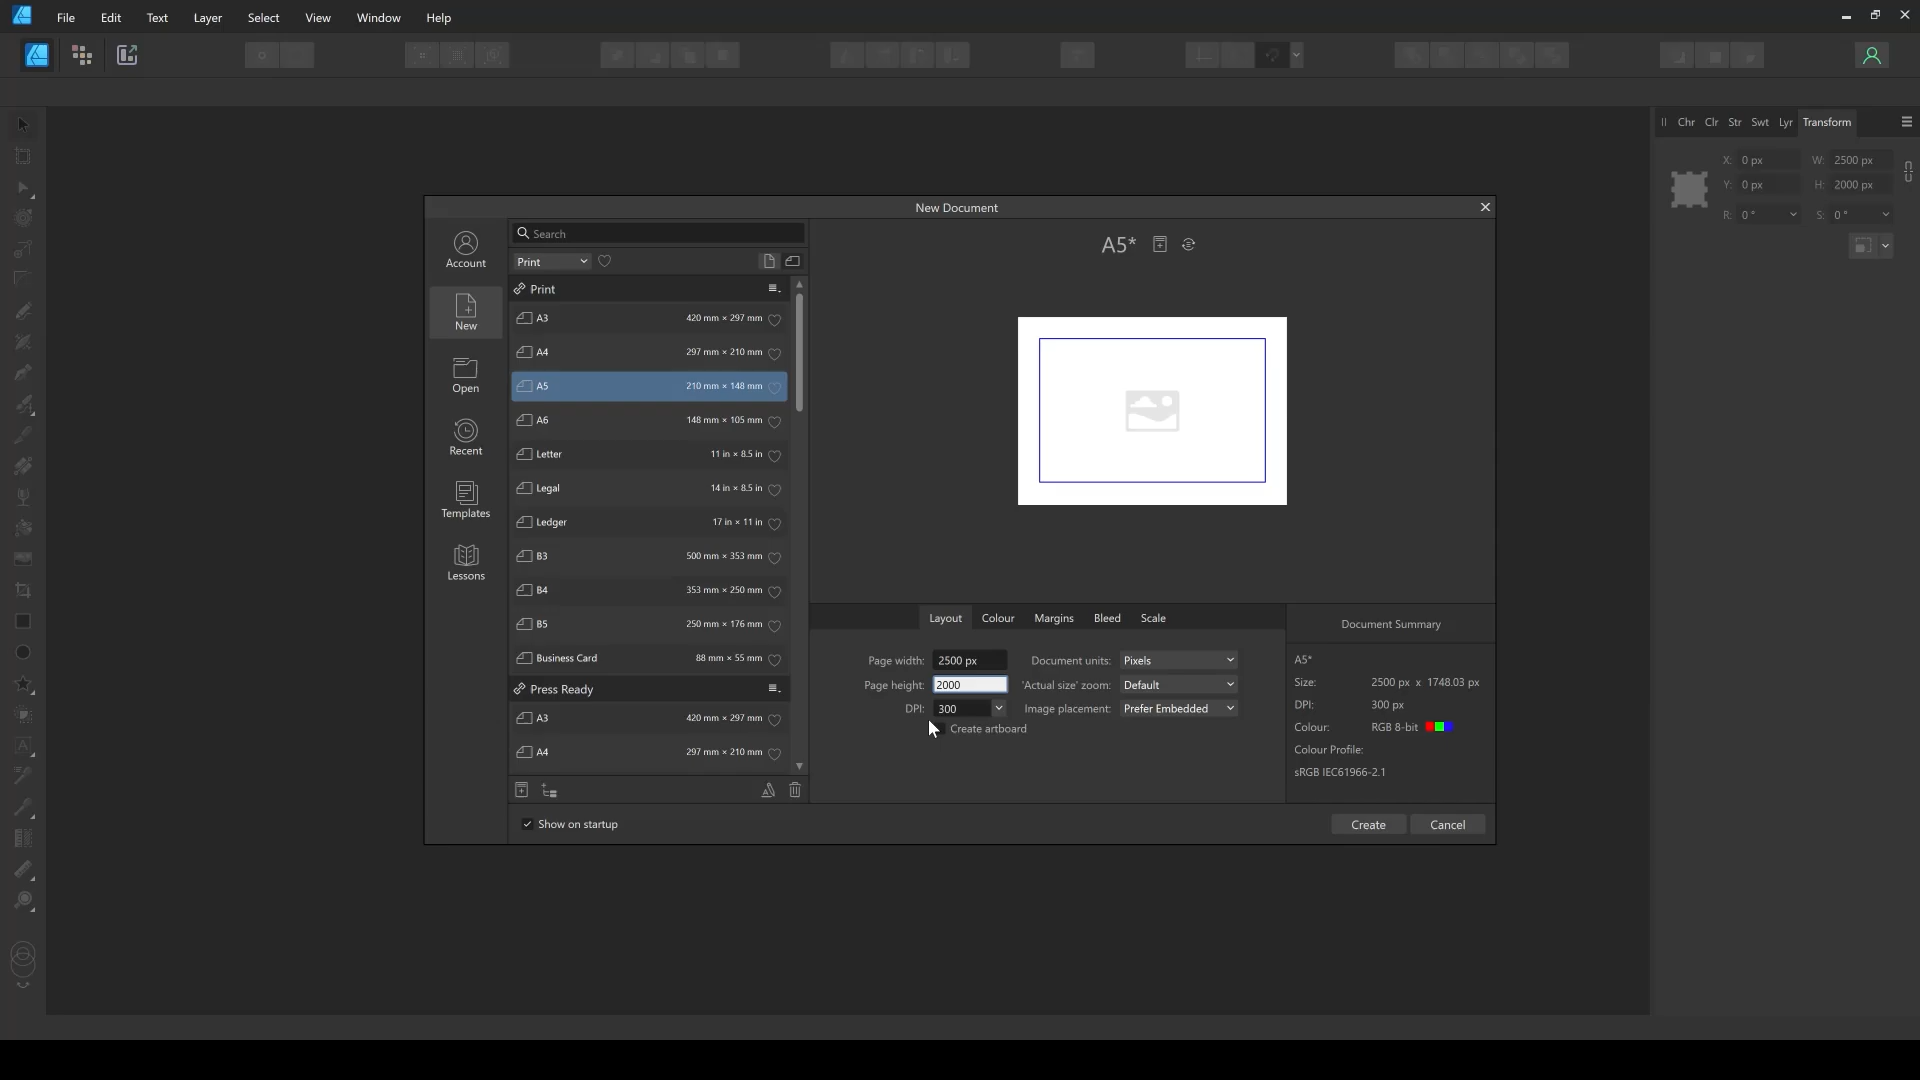 File Edit Text Layer Select View Window Help
Chr Clr Str Swt Lyr Transform
X: 0 px W: 2500 px
Y: 0 px H: 2000 px
R: 0 ° S: 0 °
New Document
Account
New
Open
Recent
Templates
Lessons
Search
Print
Print
A3 420 mm × 297 mm
A4 297 mm × 210 mm
A5 210 mm × 148 mm
A6 148 mm × 105 mm
Letter 11 in × 8.5 in
Legal 14 in × 8.5 in
Ledger 17 in × 11 in
B3 500 mm × 353 mm
B4 353 mm × 250 mm
B5 250 mm × 176 mm
Business Card 88 mm × 55 mm
Press Ready
A3 420 mm × 297 mm
A4 297 mm × 210 mm
A5*
Layout Colour Margins Bleed Scale
Page width: 2500 px Document units: Pixels
Page height: 2000 'Actual size' zoom: Default
DPI: 300 Image placement: Prefer Embedded
Create artboard
Document Summary
A5*
Size: 2500 px x 1748.03 px
DPI: 300 px
Colour: RGB 8-bit
Colour Profile:
sRGB IEC61966-2.1
Show on startup
Create Cancel